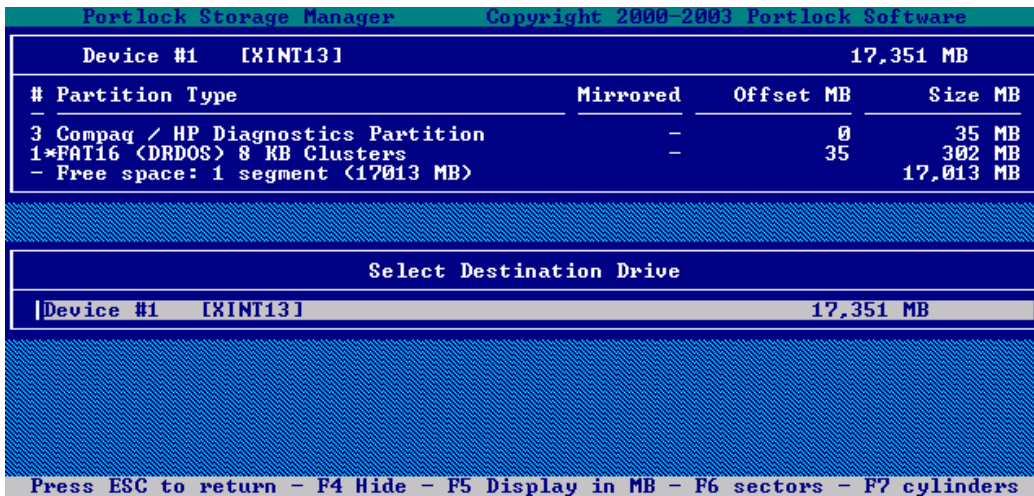 Portlock Storage Manager Copyright 2000-2003 Portlock Software
Device #1 [XINT13] 17,351 MB
# Partition Type Mirrored Offset MB Size MB
3 Compaq / HP Diagnostics Partition - 0 35 MB
1*FAT16 (DRDOS) 8 KB Clusters - 35 302 MB
- Free space: 1 segment (17013 MB) 17,013 MB
Select Destination Drive
Device #1 [XINT13] 17,351 MB
Press ESC to return - F4 Hide - F5 Display in MB - F6 sectors - F7 cylinders